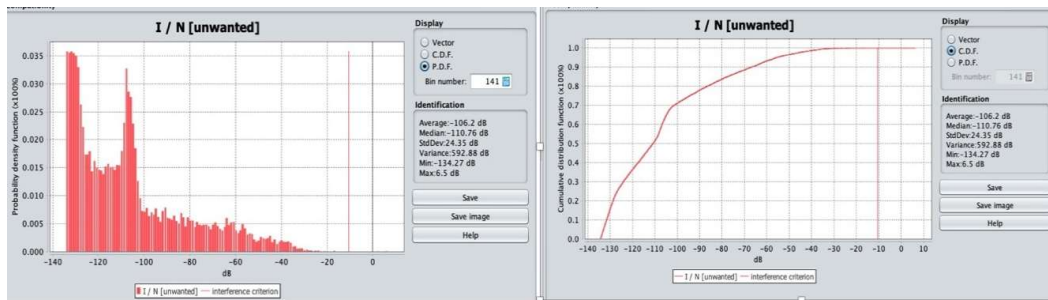 I / N [unwanted]
Probability density function (x100%)
0.035
0.030
0.025
0.020
0.015
0.010
0.005
0.000
-140 -120 -100 -80 -60 -40 -20 0
dB
I / N [unwanted] interference criterion
Display
Vector
C.D.F.
P.D.F.
Bin number: 141
Identification
Average:-106.2 dB
Median:-110.76 dB
StdDev:24.35 dB
Variance:592.88 dB
Min:-134.27 dB
Max:6.5 dB
Save
Save image
Help
I / N [unwanted]
Cumulative distribution function (x100%)
1.0
0.9
0.8
0.7
0.6
0.5
0.4
0.3
0.2
0.1
0.0
-140 -130 -120 -110 -100 -90 -80 -70 -60 -50 -40 -30 -20 -10 0 10
dB
I / N [unwanted] interference criterion
Display
Vector
C.D.F.
P.D.F.
Bin number: 141
Identification
Average:-106.2 dB
Median:-110.76 dB
StdDev:24.35 dB
Variance:592.88 dB
Min:-134.27 dB
Max:6.5 dB
Save
Save image
Help